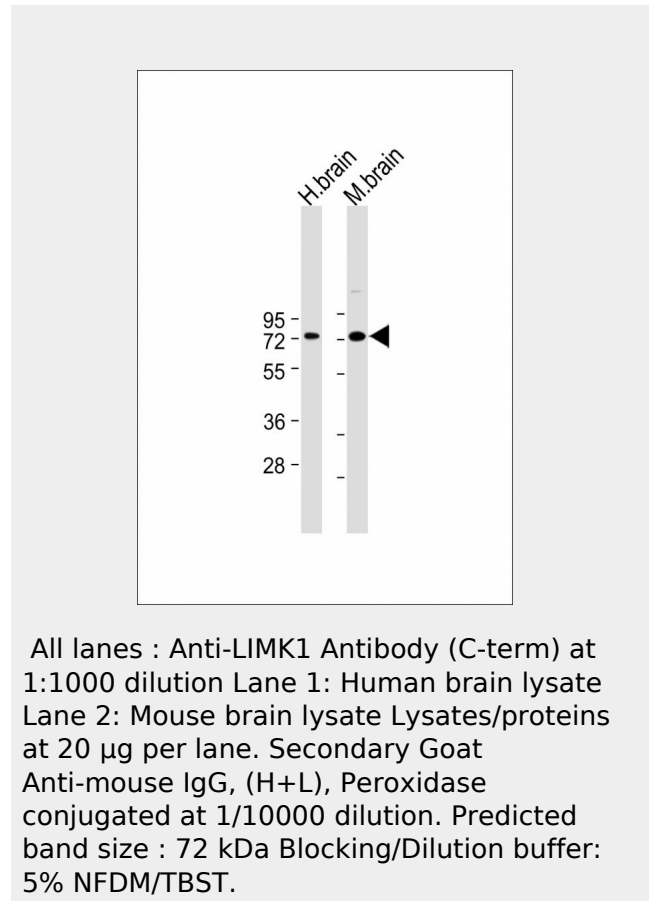 H.brain
M.brain
95
72
55
36
28
All lanes : Anti-LIMK1 Antibody (C-term) at
1:1000 dilution Lane 1: Human brain lysate
Lane 2: Mouse brain lysate Lysates/proteins
at 20 µg per lane. Secondary Goat
Anti-mouse IgG, (H+L), Peroxidase
conjugated at 1/10000 dilution. Predicted
band size : 72 kDa Blocking/Dilution buffer:
5% NFDM/TBST.